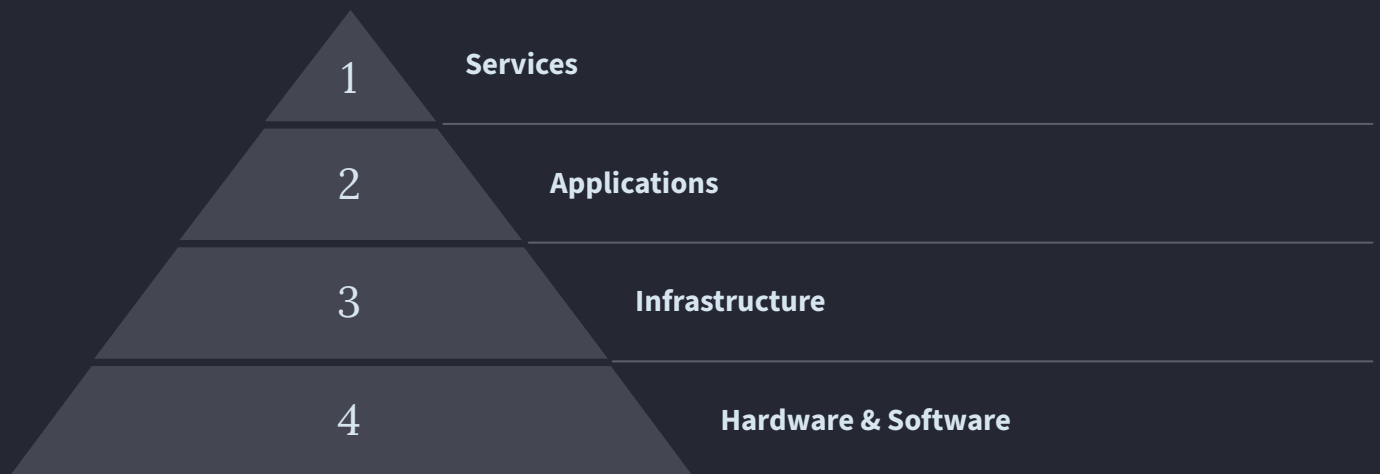 1
Services
2
Applications
3
Infrastructure
4
Hardware & Software